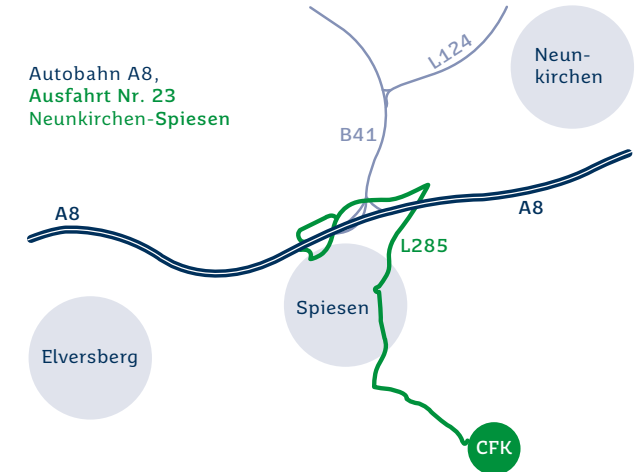 Autobahn A8,
Ausfahrt Nr. 23
Neunkirchen-Spiesen
L124
Neun-
kirchen
B41
A8
A8
L285
Spiesen
Elversberg
CFK